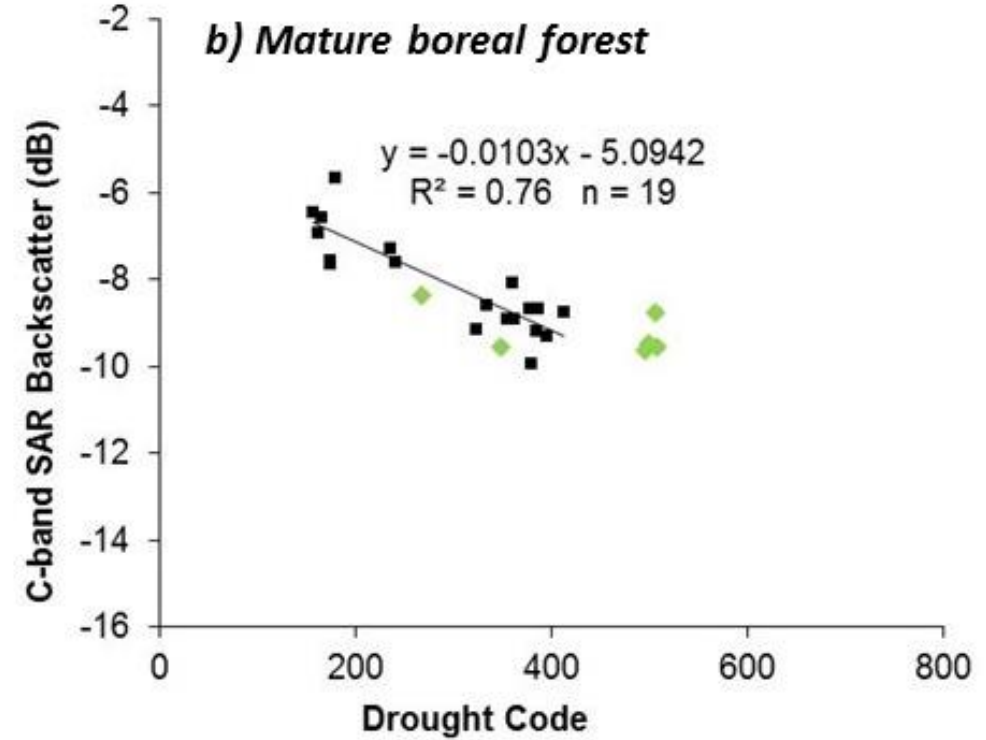 b) Mature boreal forest
y = -0.0103x - 5.0942
R² = 0.76 n = 19
C-band SAR Backscatter (dB)
-2
-4
-6
-8
-10
-12
-14
-16
0 200 400 600 800
Drought Code